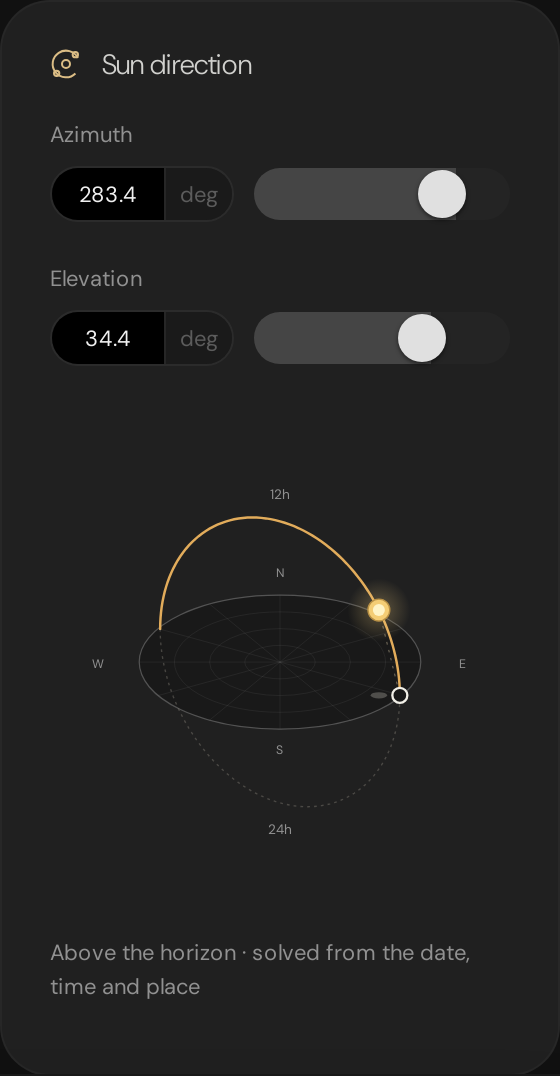 Sun direction
Azimuth
283.4 deg
Elevation
34.4 deg
12h
N
W
E
S
24h
Above the horizon · solved from the date,
time and place